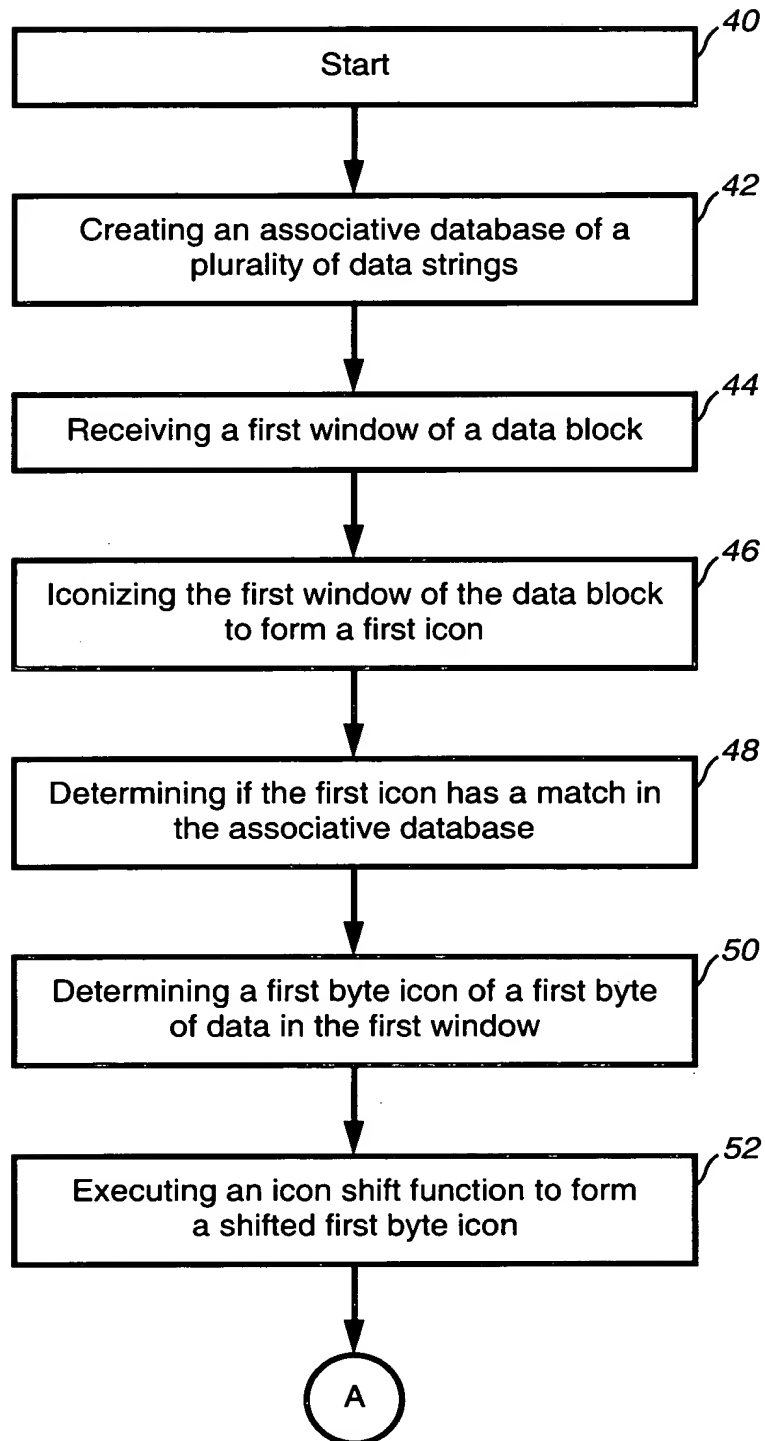 40
Start
42
Creating an associative database of a
plurality of data strings
44
Receiving a first window of a data block
46
Iconizing the first window of the data block
to form a first icon
48
Determining if the first icon has a match in
the associative database
50
Determining a first byte icon of a first byte
of data in the first window
52
Executing an icon shift function to form
a shifted first byte icon
A